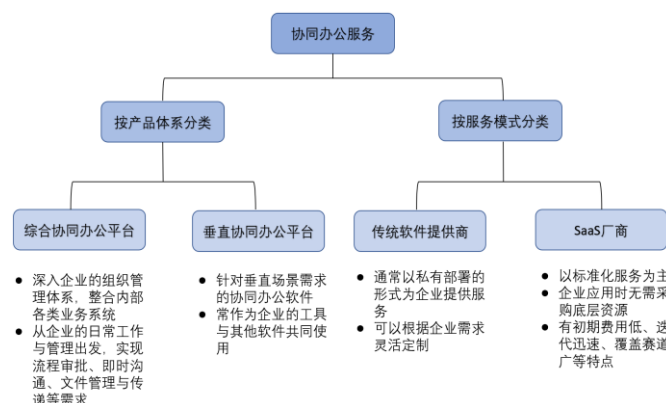 协同办公服务
按产品体系分类
按服务模式分类
综合协同办公平台
垂直协同办公平台
传统软件提供商
SaaS厂商
● 深入企业的组织管
理体系，整合内部
各类业务系统
● 从企业的日常工作
与管理出发，实现
流程审批、即时沟
通、文件管理与传
递等需求
● 针对垂直场景需求
的协同办公软件
● 常作为企业的工具
与其他软件共同使
用
● 通常以私有部署的
形式为企业提供服
务
● 可以根据企业需求
灵活定制
● 以标准化服务为主
● 企业应用时无需采
购底层资源
● 有初期费用低、迭
代迅速、覆盖赛道
广等特点